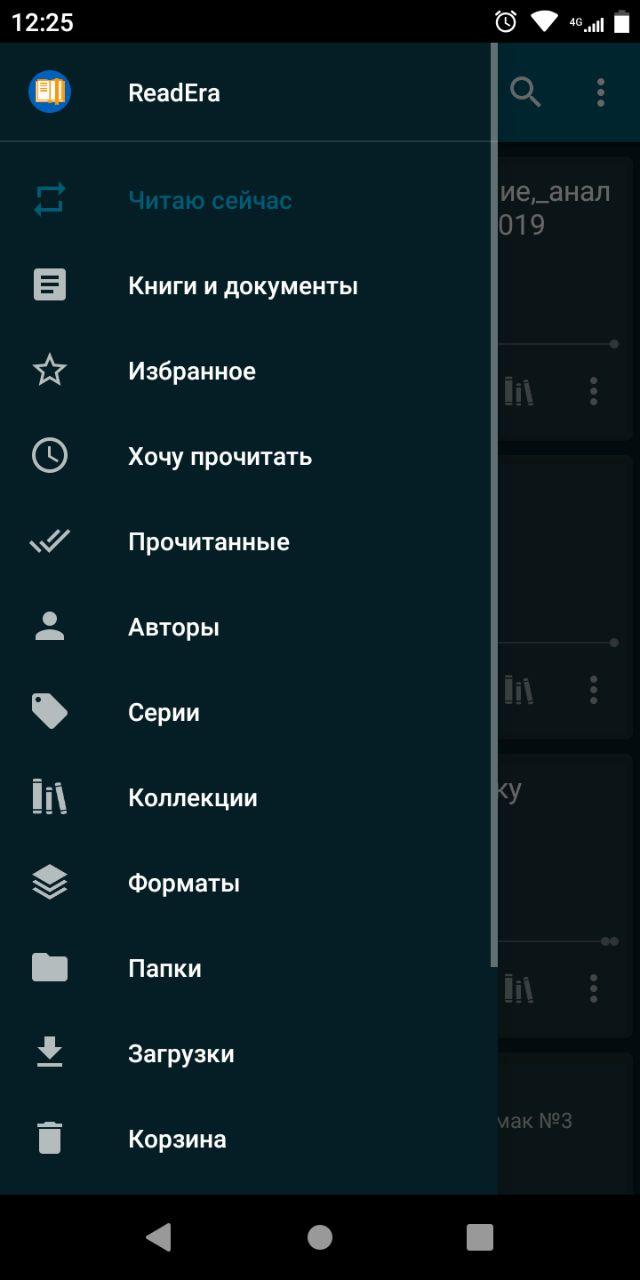 12:25
4G
ReadEra
Читаю сейчас
ие,_анал
019
Книги и документы
Избранное
Хочу прочитать
Прочитанные
Авторы
Серии
Коллекции
ку
Форматы
Папки
Загрузки
мак №3
Корзина